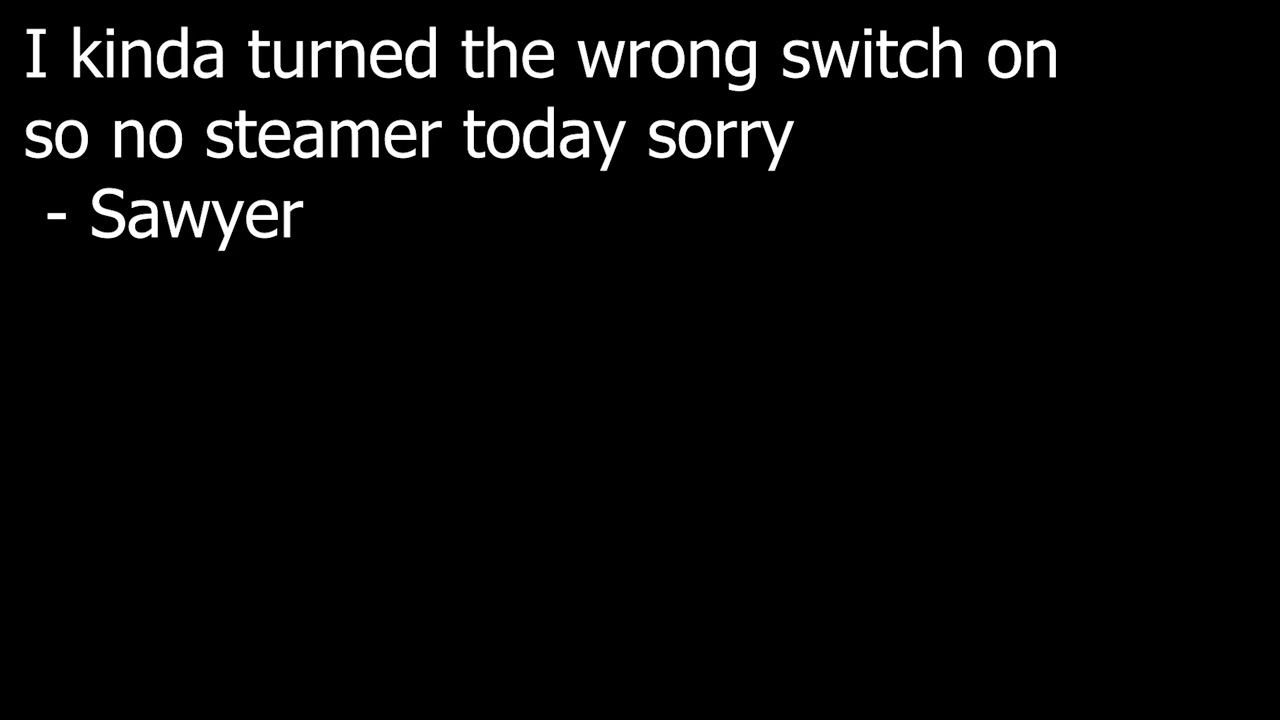 I kinda turned the wrong switch on
so no steamer today sorry
- Sawyer